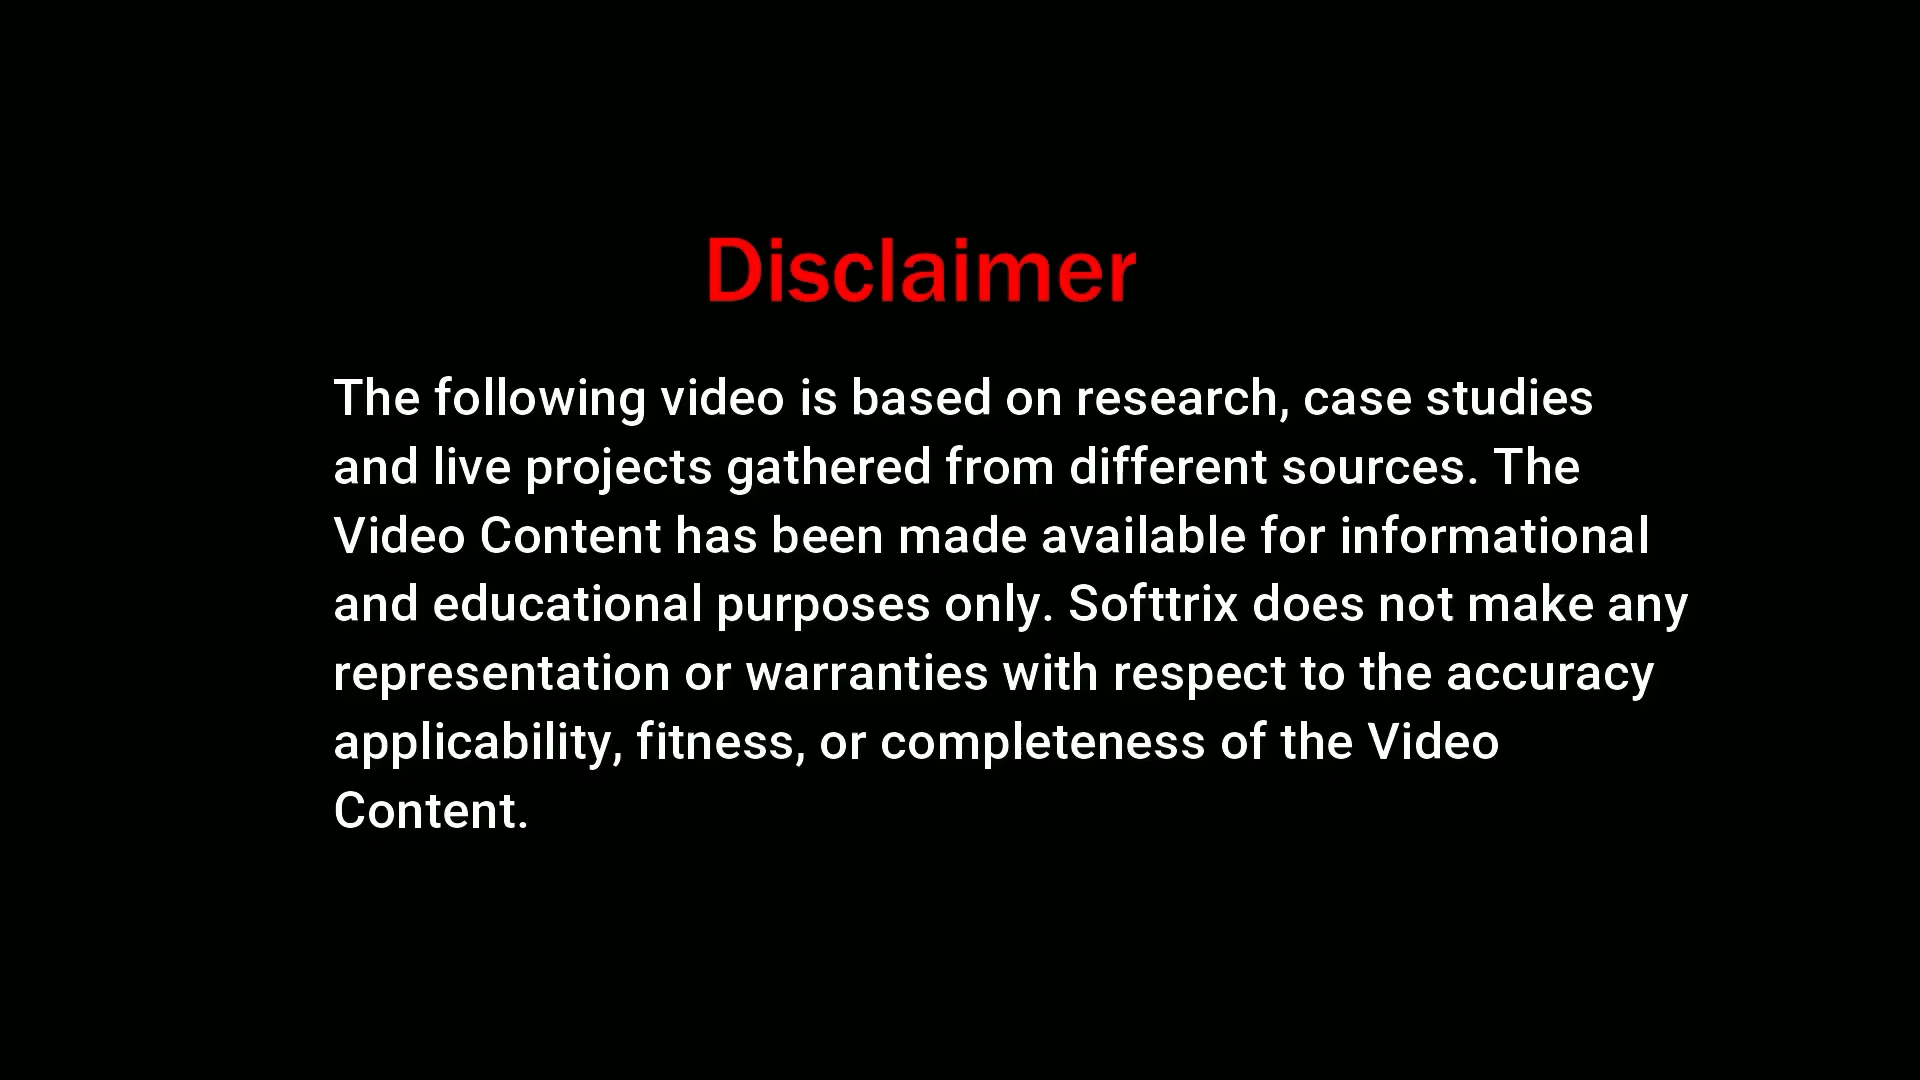 Disclaimer
The following video is based on research, case studies
and live projects gathered from different sources. The
Video Content has been made available for informational
and educational purposes only. Softtrix does not make any
representation or warranties with respect to the accuracy
applicability, fitness, or completeness of the Video
Content.